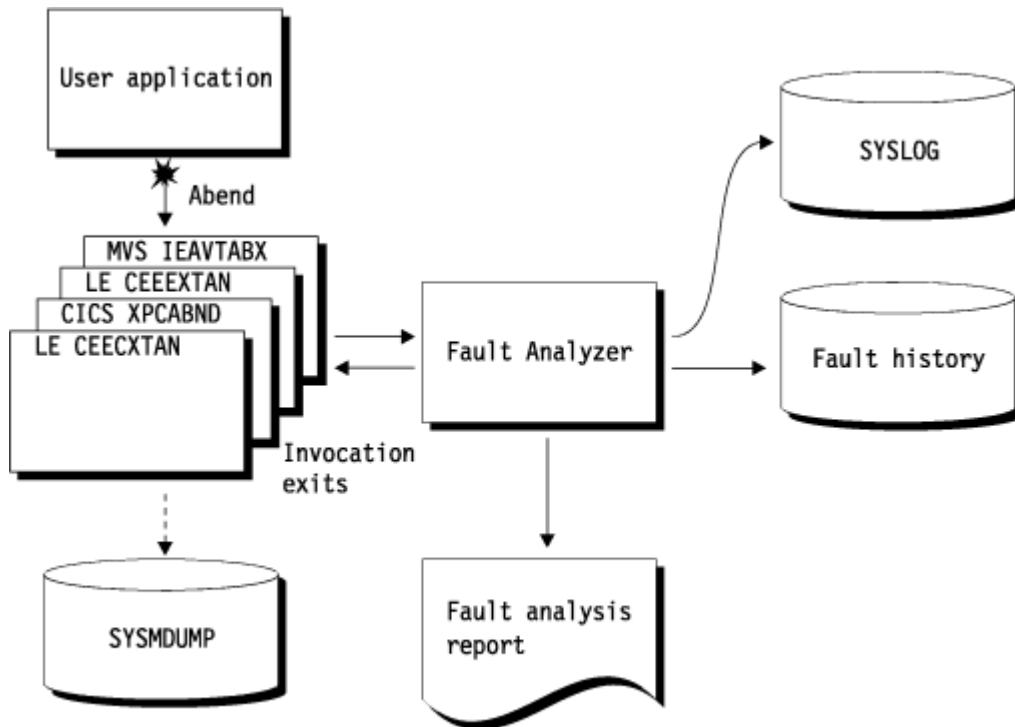 User application
Abend
MVS IEAVTABX
LE CEEEXTAN
CICS XPCABND
LE CEECXTAN
Invocation
exits
SYSMDUMP
Fault Analyzer
Fault analysis
report
SYSLOG
Fault history